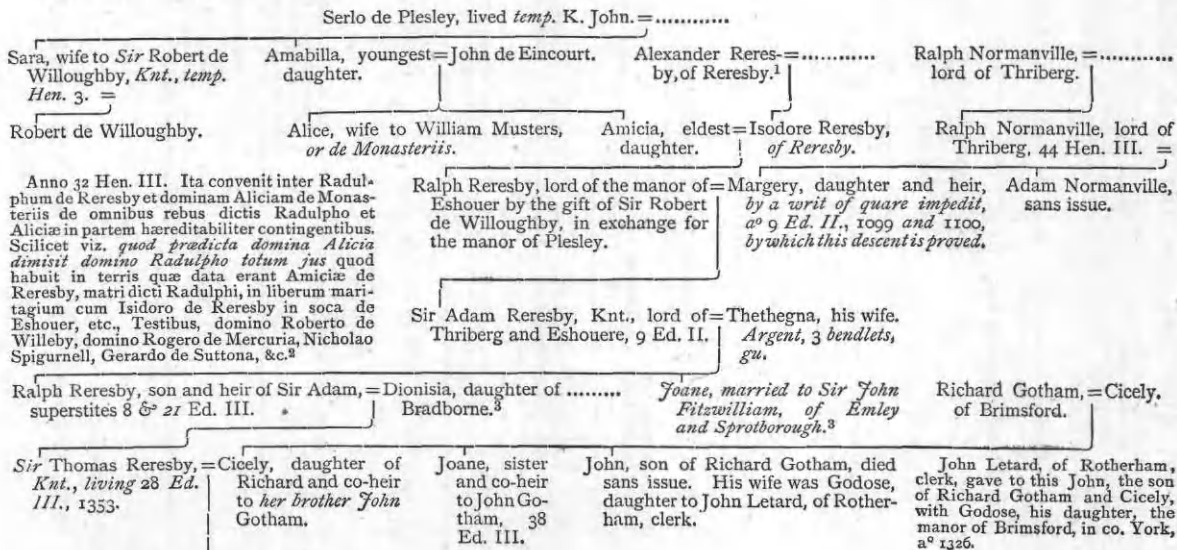 Serlo de Plesley, lived temp. K. John. = ............
Sara, wife to Sir Robert de
Willoughby, Knt., temp.
Hen. 3. =
Amabilla, youngest = John de Eincourt.
daughter.
Alexander Reres- = ............
by, of Reresby.¹
Ralph Normanville, = ............
lord of Thriberg.
Robert de Willoughby.
Alice, wife to William Musters,
or de Monasteriis.
Amicia, eldest = Isodore Reresby,
daughter. of Reresby.
Ralph Normanville, lord of
Thriberg, 44 Hen. III. =
Anno 32 Hen. III. Ita convenit inter Radul-
phum de Reresby et dominam Aliciam de Monas-
teriis de omnibus rebus dictis Radulpho et
Aliciæ in partem hæreditabiliter contingentibus.
Scilicet viz. quod prædicta domina Alicia
dimisit domino Radulpho totum jus quod
habuit in terris quæ data erant Amiciæ de
Reresby, matri dicti Radulphi, in liberum mari-
tagium cum Isidoro de Reresby in soca de
Eshouer, etc., Testibus, domino Roberto de
Willeby, domino Rogero de Mercuria, Nicholao
Spigurnell, Gerardo de Suttona, &c.²
Ralph Reresby, lord of the manor of =
Eshouer by the gift of Sir Robert
de Willoughby, in exchange for
the manor of Plesley.
Margery, daughter and heir,
by a writ of quare impedit,
aº 9 Ed. II., 1099 and 1100,
by which this descent is proved.
Adam Normanville,
sans issue.
Sir Adam Reresby, Knt., lord of =
Thriberg and Eshouere, 9 Ed. II.
Thethegna, his wife.
Argent, 3 bendlets,
gu.
Ralph Reresby, son and heir of Sir Adam, =
superstites 8 & 21 Ed. III.
Dionisia, daughter of .........
Bradborne.³
Joane, married to Sir John
Fitzwilliam, of Emley
and Sprotborough.³
Richard Gotham, = Cicely.
of Brimsford.
Sir Thomas Reresby, =
Knt., living 28 Ed.
III., 1353.
Cicely, daughter of
Richard and co-heir
to her brother John
Gotham.
Joane, sister
and co-heir
to John Go-
tham, 38
Ed. III.
John, son of Richard Gotham, died
sans issue. His wife was Godose,
daughter to John Letard, of Rother-
ham, clerk.
John Letard, of Rotherham,
clerk, gave to this John, the son
of Richard Gotham and Cicely,
with Godose, his daughter, the
manor of Brimsford, in co. York,
aº 1326.